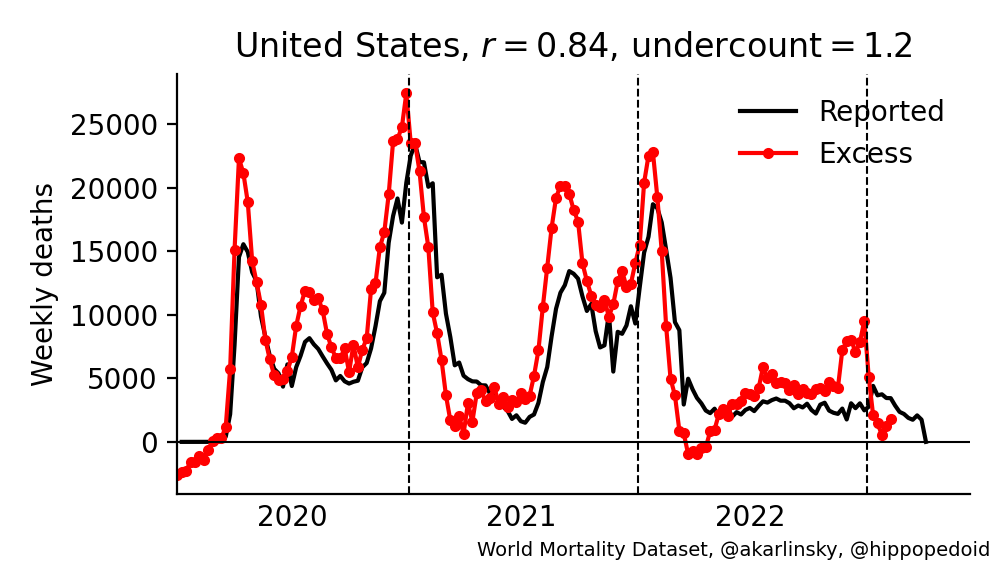 United States, r = 0.84, undercount = 1.2
Weekly deaths
25000
20000
15000
10000
5000
0
Reported
Excess
2020 2021 2022
World Mortality Dataset, @akarlinsky, @hippopedoid